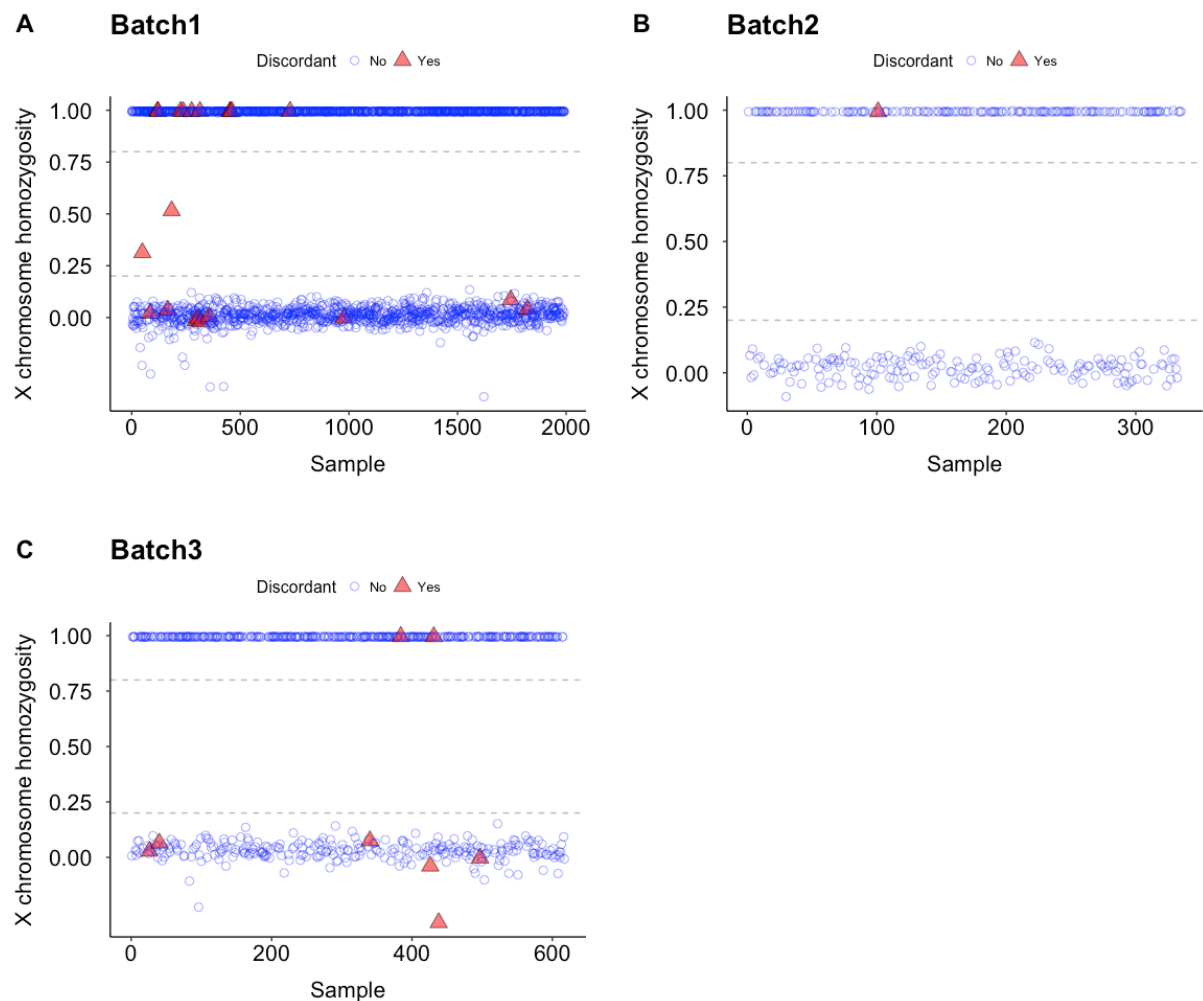 A Batch1
Discordant No Yes
X chromosome homozygosity
1.00
0.75
0.50
0.25
0.00
0 500 1000 1500 2000
Sample
B Batch2
Discordant No Yes
X chromosome homozygosity
1.00
0.75
0.50
0.25
0.00
0 100 200 300
Sample
C Batch3
Discordant No Yes
X chromosome homozygosity
1.00
0.75
0.50
0.25
0.00
0 200 400 600
Sample